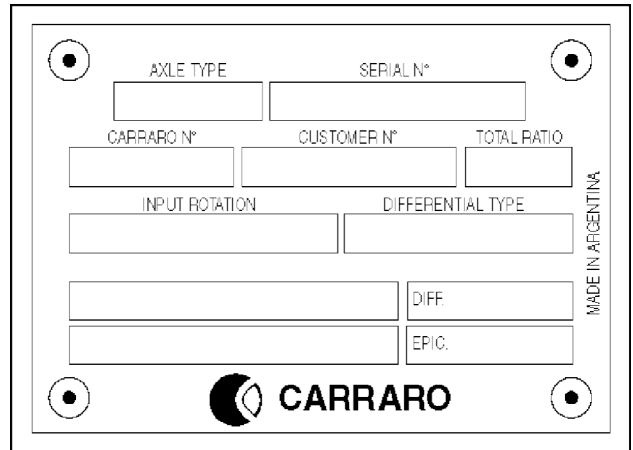 AXLE TYPE SERIAL N°
CARRARO N° CUSTOMER N° TOTAL RATIO
INPUT ROTATION DIFFERENTIAL TYPE
DIFF.
EPIC.
MADE IN ARGENTINA
CARRARO